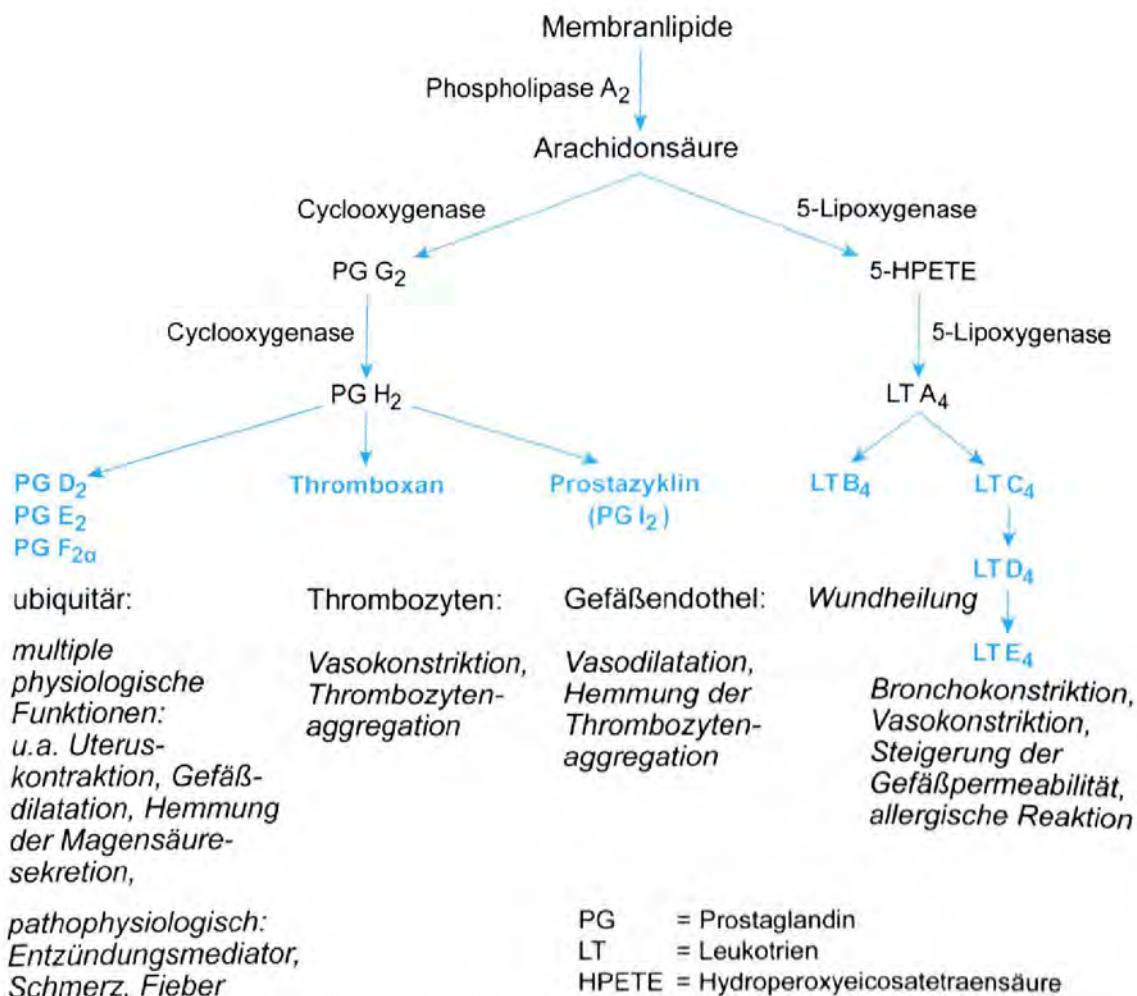 Membranlipide
Phospholipase A₂
Arachidonsäure
Cyclooxygenase
5-Lipoxygenase
PG G₂
5-HPETE
Cyclooxygenase
5-Lipoxygenase
PG H₂
LT A₄
PG D₂
PG E₂
PG F₂α
Thromboxan
Prostazyklin
(PG I₂)
LT B₄
LT C₄
LT D₄
LT E₄
ubiquitär:
multiple
physiologische
Funktionen:
u.a. Uterus-
kontraktion, Gefäß-
dilatation, Hemmung
der Magensäure-
sekretion,
pathophysiologisch:
Entzündungsmediator,
Schmerz, Fieber
Thrombozyten:
Vasokonstriktion,
Thrombozyten-
aggregation
Gefäßendothel:
Vasodilatation,
Hemmung der
Thrombozyten-
aggregation
Wundheilung
Bronchokonstriktion,
Vasokonstriktion,
Steigerung der
Gefäßpermeabilität,
allergische Reaktion
PG = Prostaglandin
LT = Leukotrien
HPETE = Hydroperoxyeicosatetraensäure